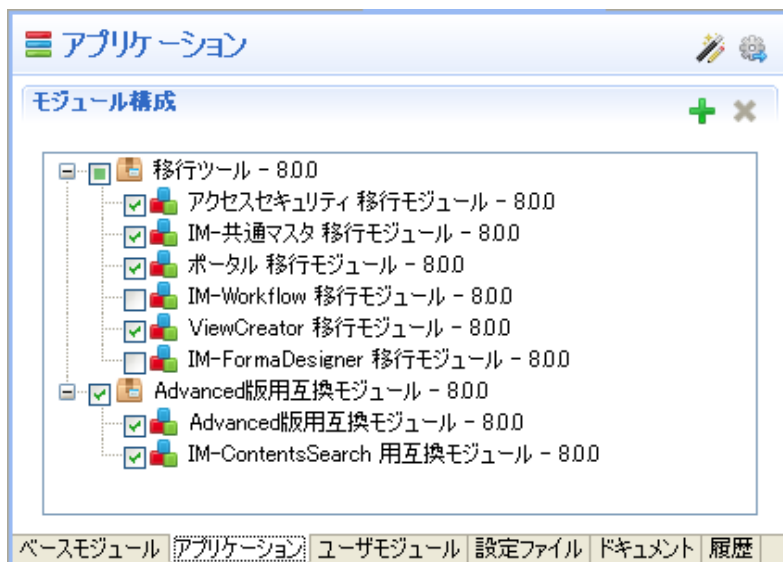 アプリケーション
モジュール構成
移行ツール - 8.0.0
アクセスセキュリティ 移行モジュール - 8.0.0
IM-共通マスタ 移行モジュール - 8.0.0
ポータル 移行モジュール - 8.0.0
IM-Workflow 移行モジュール - 8.0.0
ViewCreator 移行モジュール - 8.0.0
IM-FormaDesigner 移行モジュール - 8.0.0
Advanced版用互換モジュール - 8.0.0
Advanced版用互換モジュール - 8.0.0
IM-ContentsSearch 用互換モジュール - 8.0.0
ベースモジュール アプリケーション ユーザモジュール 設定ファイル ドキュメント 履歴